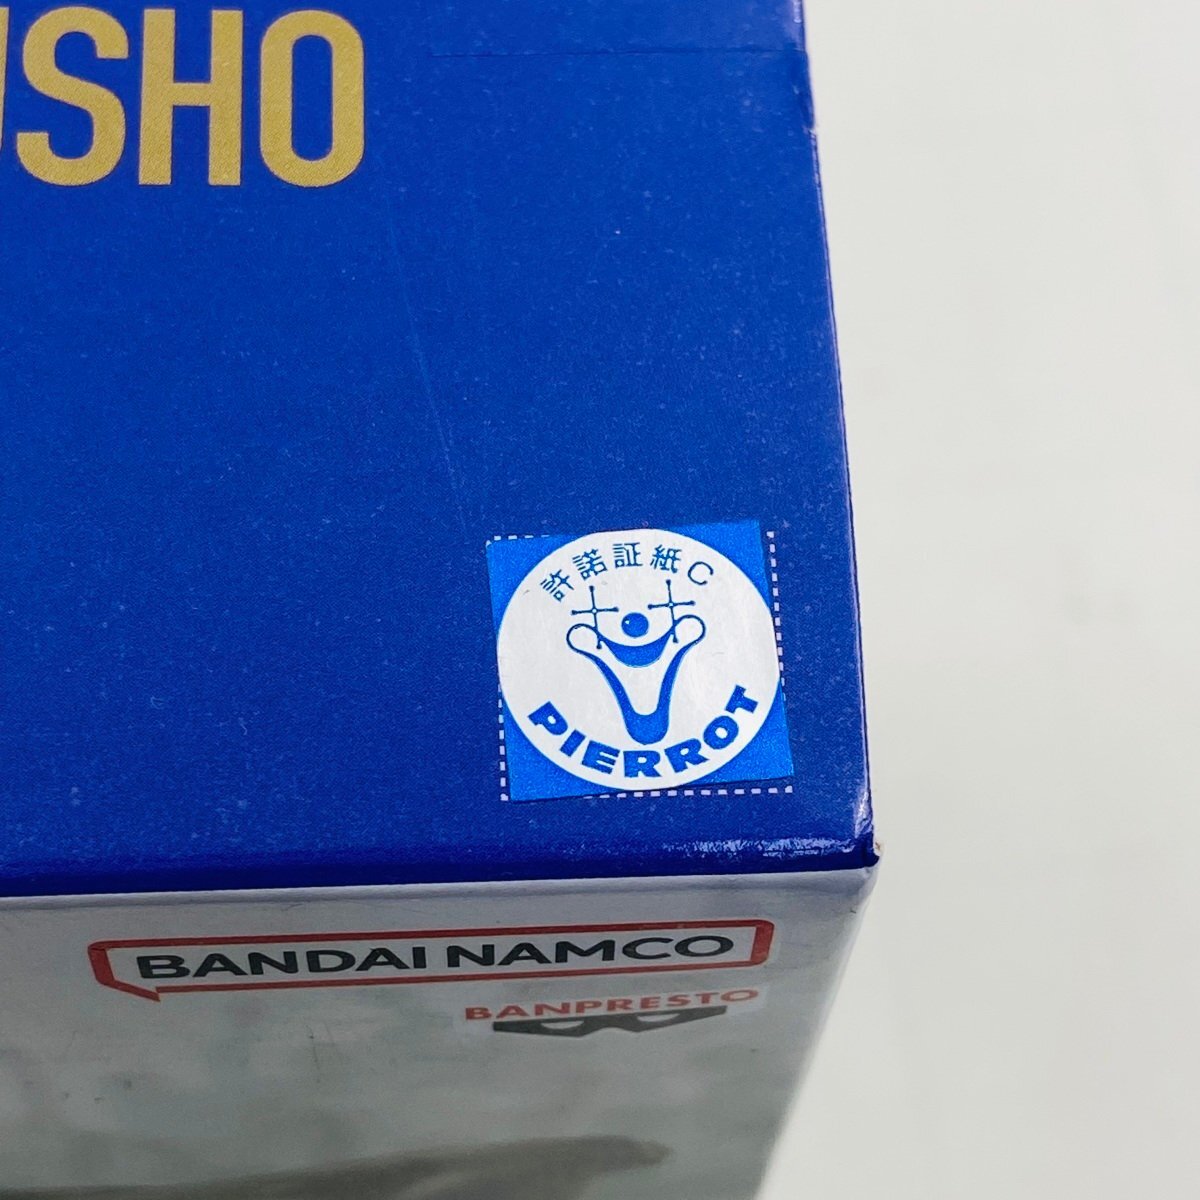 USHO
許諾証紙C
PIERROT
BANDAI NAMCO
BANPRESTO